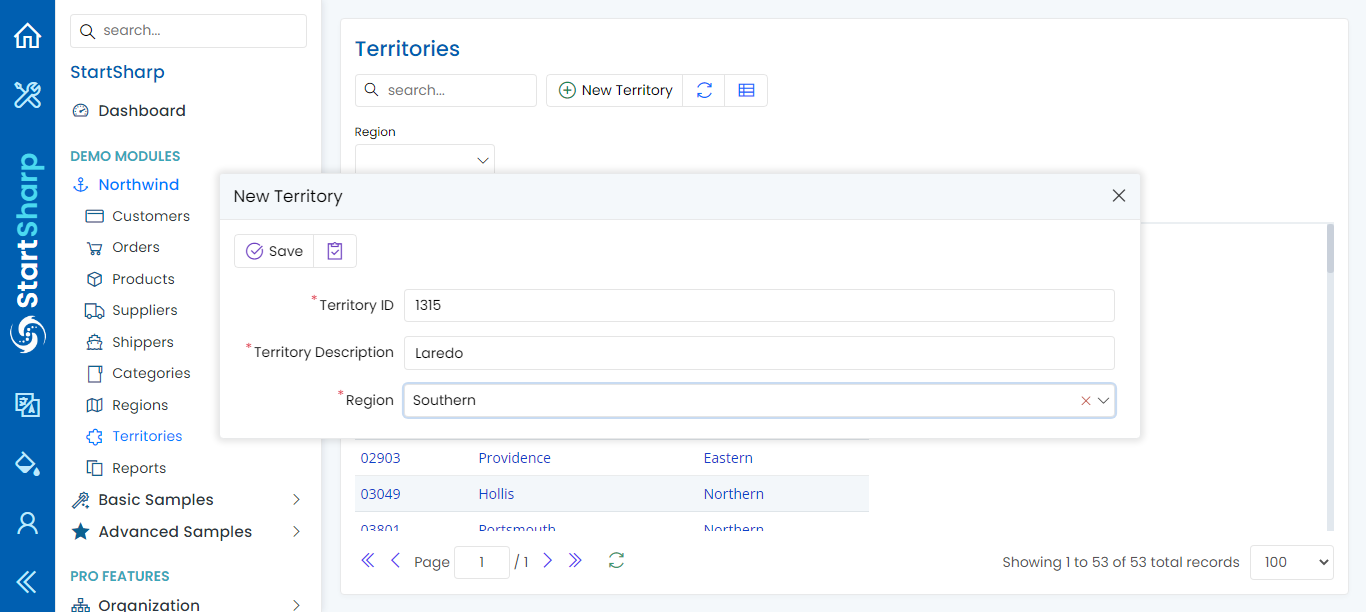 search...
StartSharp
Dashboard
DEMO MODULES
Northwind
Customers
Orders
Products
Suppliers
Shippers
Categories
Regions
Territories
Reports
Basic Samples
Advanced Samples
PRO FEATURES
Organization
StartSharp
Territories
search...
New Territory
Region
New Territory
Save
*Territory ID 1315
*Territory Description Laredo
*Region Southern
02903 Providence Eastern
03049 Hollis Northern
03801 Portsmouth Northern
Page 1 / 1
Showing 1 to 53 of 53 total records 100